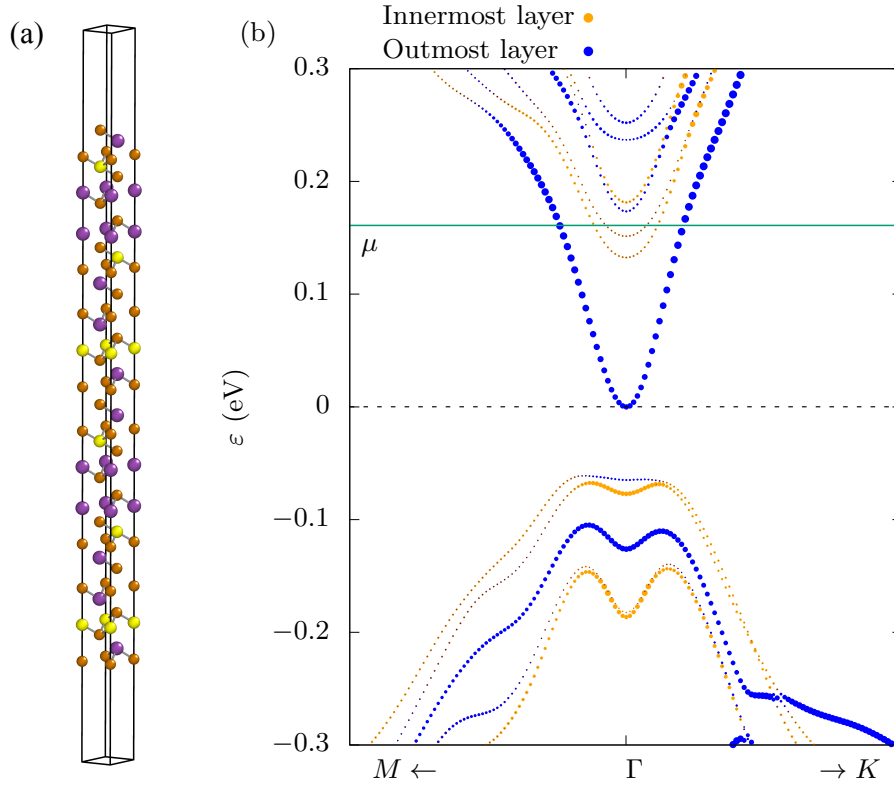 (a)
(b)
Innermost layer
Outmost layer
0.3
0.2
μ
0.1
0
ε (eV)
−0.1
−0.2
−0.3
M ← Γ → K